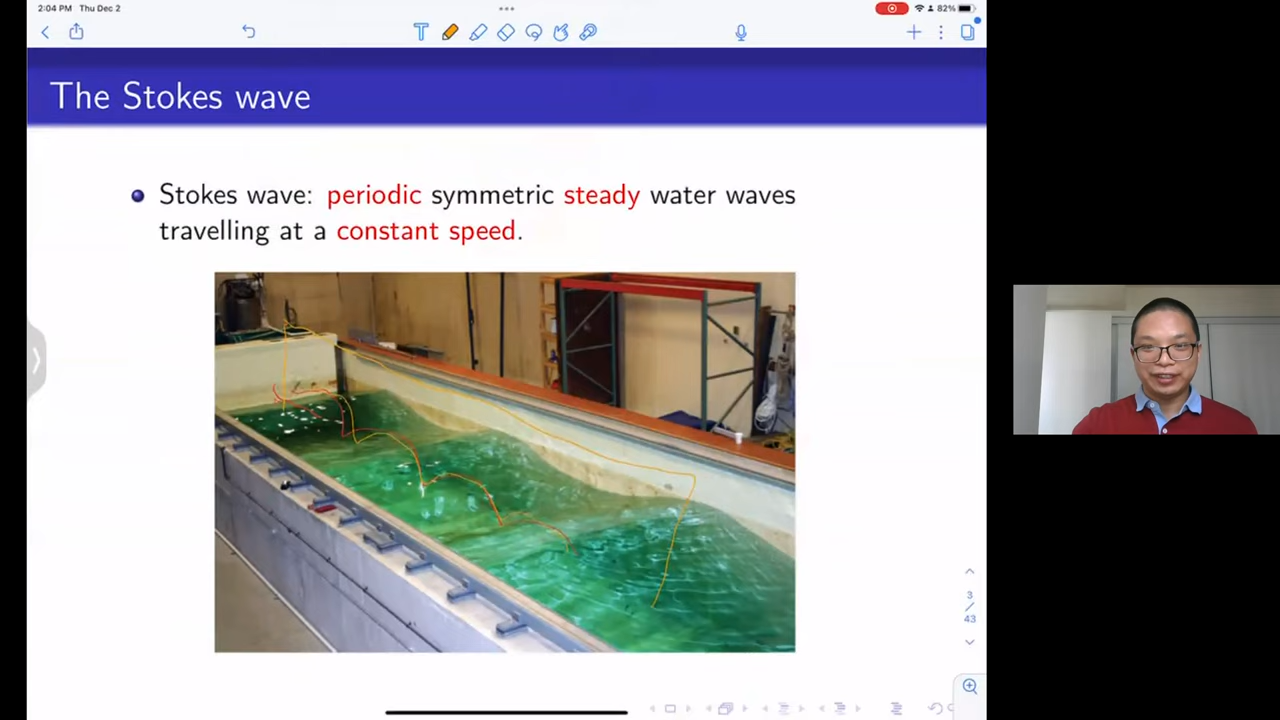 2:04 PM Thu Dec 2
82%
The Stokes wave
Stokes wave: periodic symmetric steady water waves
travelling at a constant speed.
3
/
43